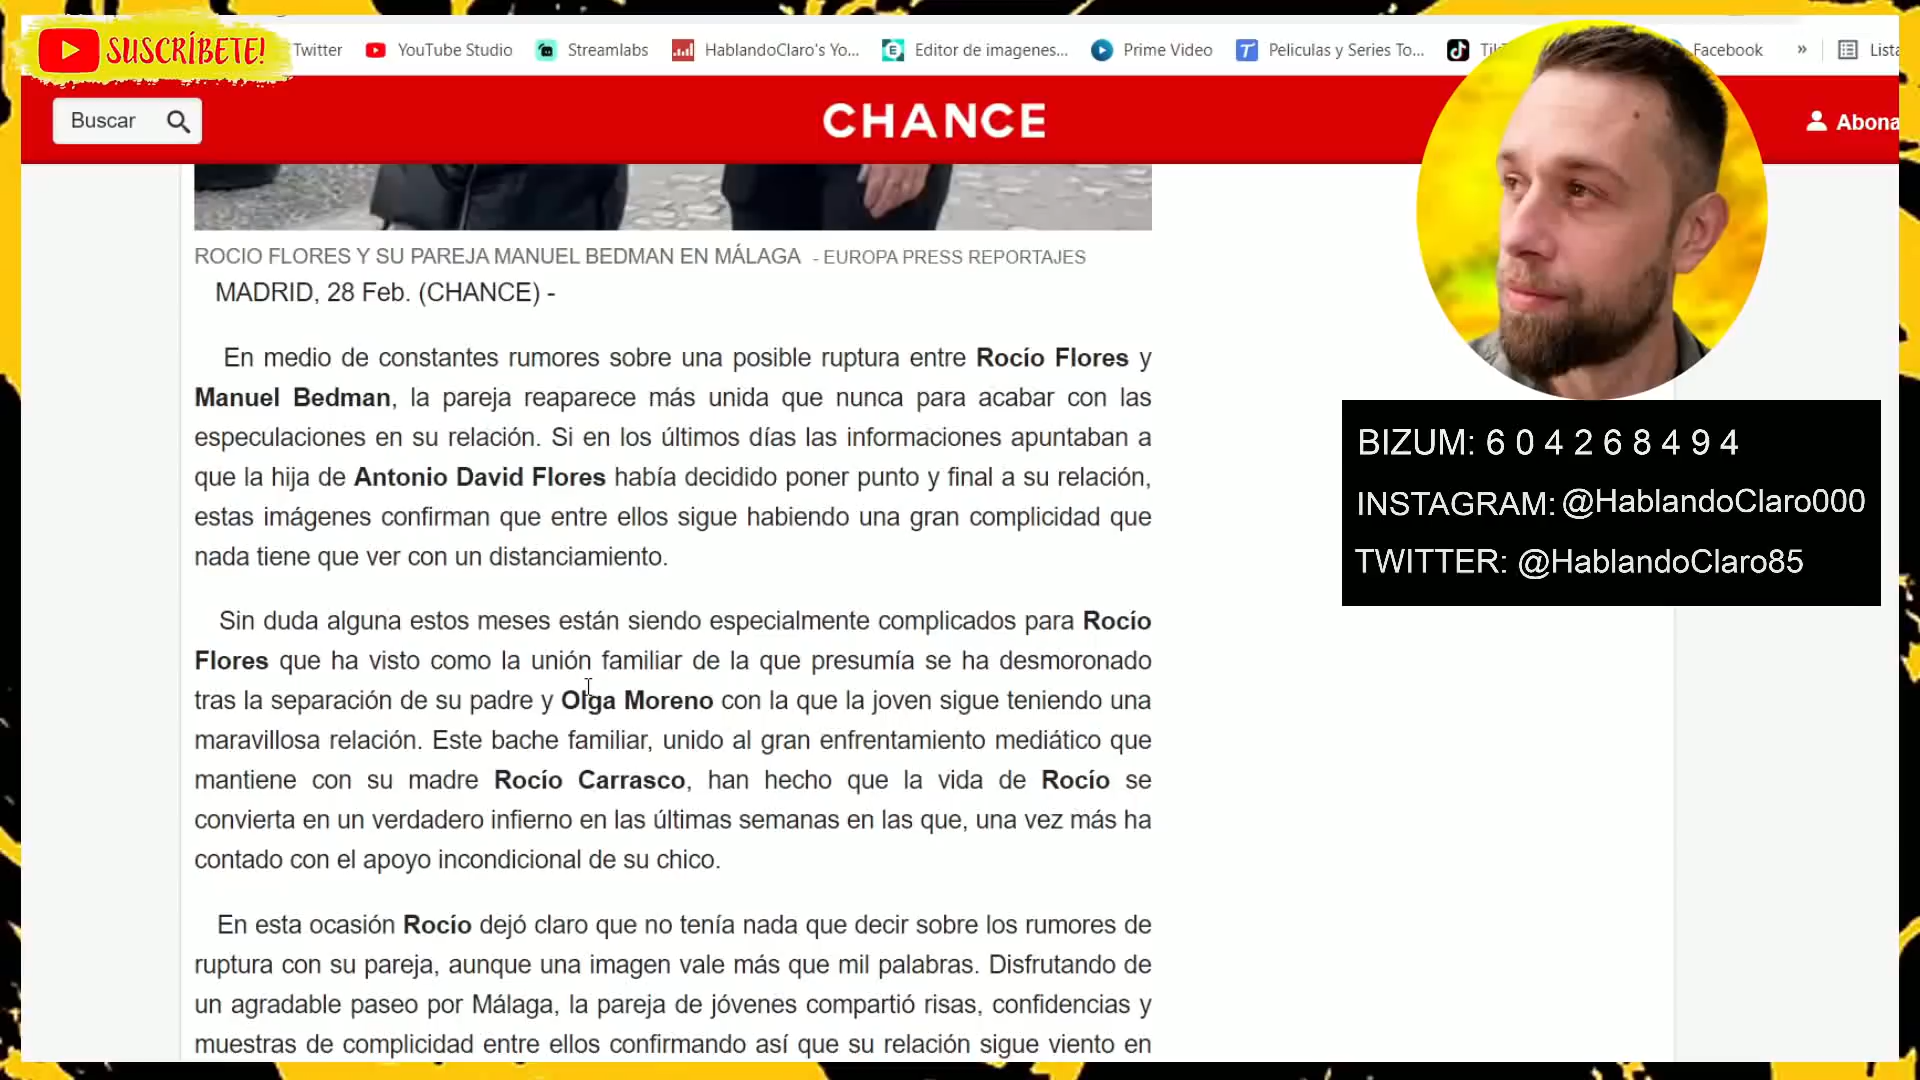 SUSCRÍBETE!
Twitter
YouTube Studio
Streamlabs
HablandoClaro's Yo...
Editor de imagenes...
Prime Video
Peliculas y Series To...
Facebook
»
Lista
Buscar
CHANCE
Abona
ROCIO FLORES Y SU PAREJA MANUEL BEDMAN EN MÁLAGA - EUROPA PRESS REPORTAJES
MADRID, 28 Feb. (CHANCE) -
En medio de constantes rumores sobre una posible ruptura entre Rocío Flores y
Manuel Bedman, la pareja reaparece más unida que nunca para acabar con las
especulaciones en su relación. Si en los últimos días las informaciones apuntaban a
que la hija de Antonio David Flores había decidido poner punto y final a su relación,
estas imágenes confirman que entre ellos sigue habiendo una gran complicidad que
nada tiene que ver con un distanciamiento.
Sin duda alguna estos meses están siendo especialmente complicados para Rocío
Flores que ha visto como la unión familiar de la que presumía se ha desmoronado
tras la separación de su padre y Olga Moreno con la que la joven sigue teniendo una
maravillosa relación. Este bache familiar, unido al gran enfrentamiento mediático que
mantiene con su madre Rocío Carrasco, han hecho que la vida de Rocío se
convierta en un verdadero infierno en las últimas semanas en las que, una vez más ha
contado con el apoyo incondicional de su chico.
En esta ocasión Rocío dejó claro que no tenía nada que decir sobre los rumores de
ruptura con su pareja, aunque una imagen vale más que mil palabras. Disfrutando de
un agradable paseo por Málaga, la pareja de jóvenes compartió risas, confidencias y
muestras de complicidad entre ellos confirmando así que su relación sigue viento en
BIZUM: 6 0 4 2 6 8 4 9 4
INSTAGRAM: @HablandoClaro000
TWITTER: @HablandoClaro85